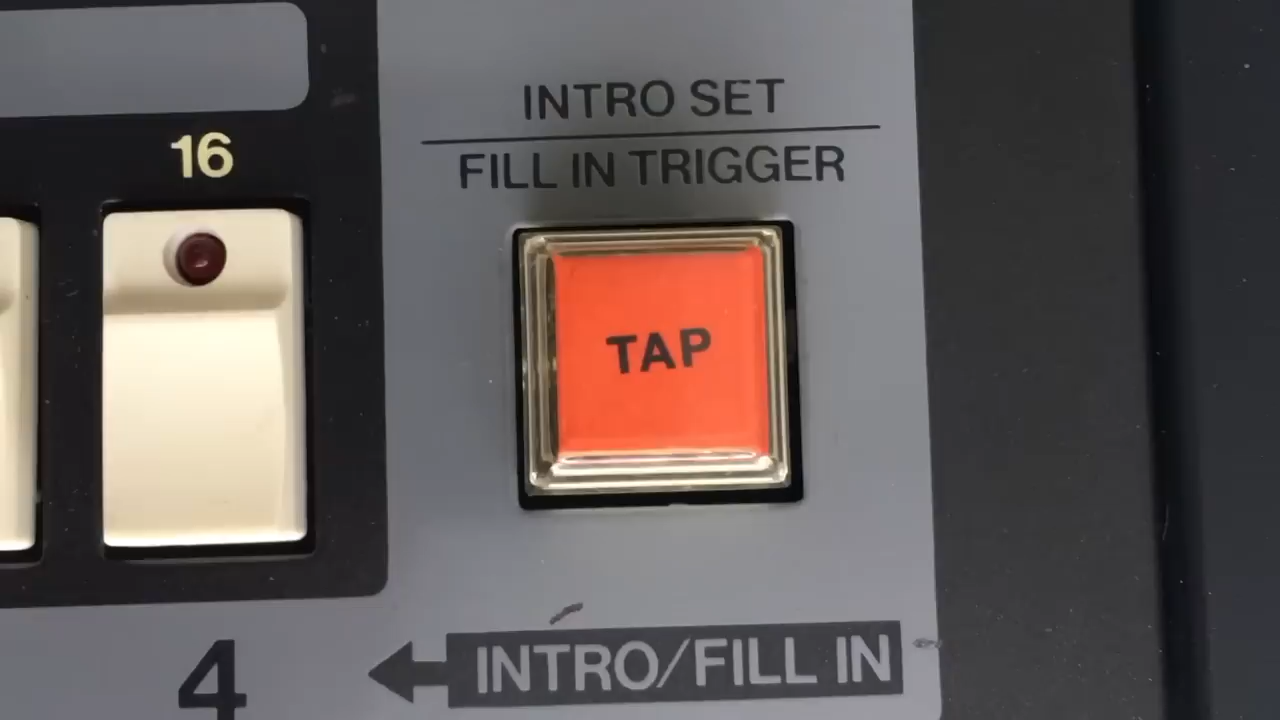 INTRO SET
FILL IN TRIGGER
16
TAP
INTRO/FILL IN
4